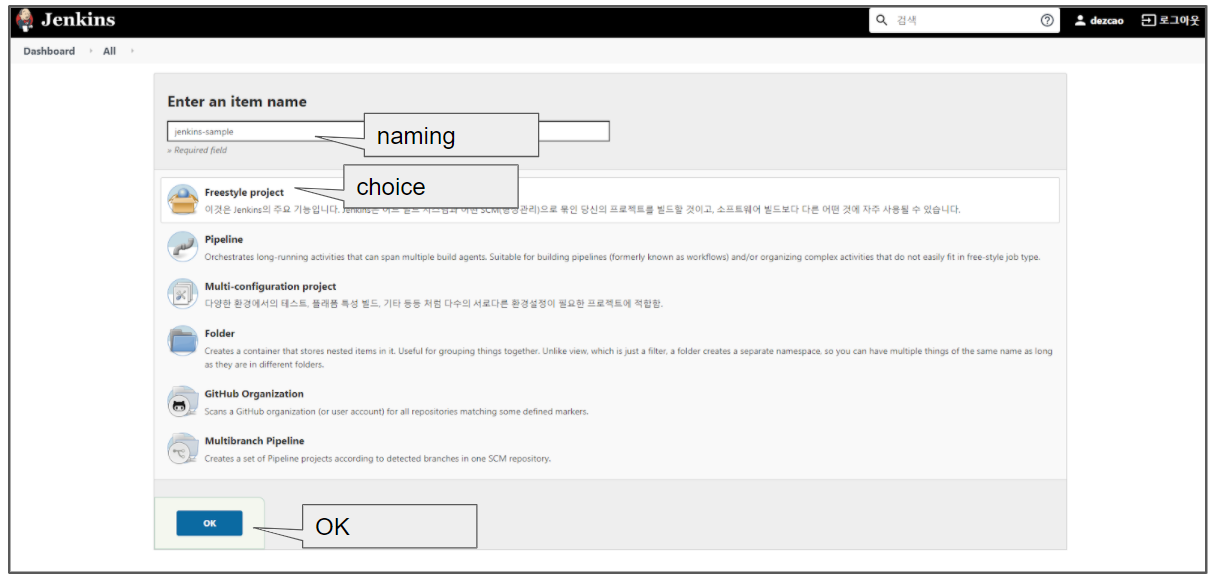 Jenkins
검색
dezcao
로그아웃
Dashboard
All
Enter an item name
jenkins-sample
naming
» Required field
choice
Freestyle project
이것은 Jenkins의 주요 기능입니다. Jenkins은 어느 빌드 시스템과 어떤 SCM(형상관리)으로 묶인 당신의 프로젝트를 빌드할 것이고, 소프트웨어 빌드보다 다른 어떤 것에 자주 사용될 수 있습니다.
Pipeline
Orchestrates long-running activities that can span multiple build agents. Suitable for building pipelines (formerly known as workflows) and/or organizing complex activities that do not easily fit in free-style job type.
Multi-configuration project
다양한 환경에서의 테스트, 플래폼 특성 빌드, 기타 등등 처럼 다수의 서로다른 환경설정이 필요한 프로젝트에 적합함.
Folder
Creates a container that stores nested items in it. Useful for grouping things together. Unlike view, which is just a filter, a folder creates a separate namespace, so you can have multiple things of the same name as long
as they are in different folders.
GitHub Organization
Scans a GitHub organization (or user account) for all repositories matching some defined markers.
Multibranch Pipeline
Creates a set of Pipeline projects according to detected branches in one SCM repository.
OK
OK